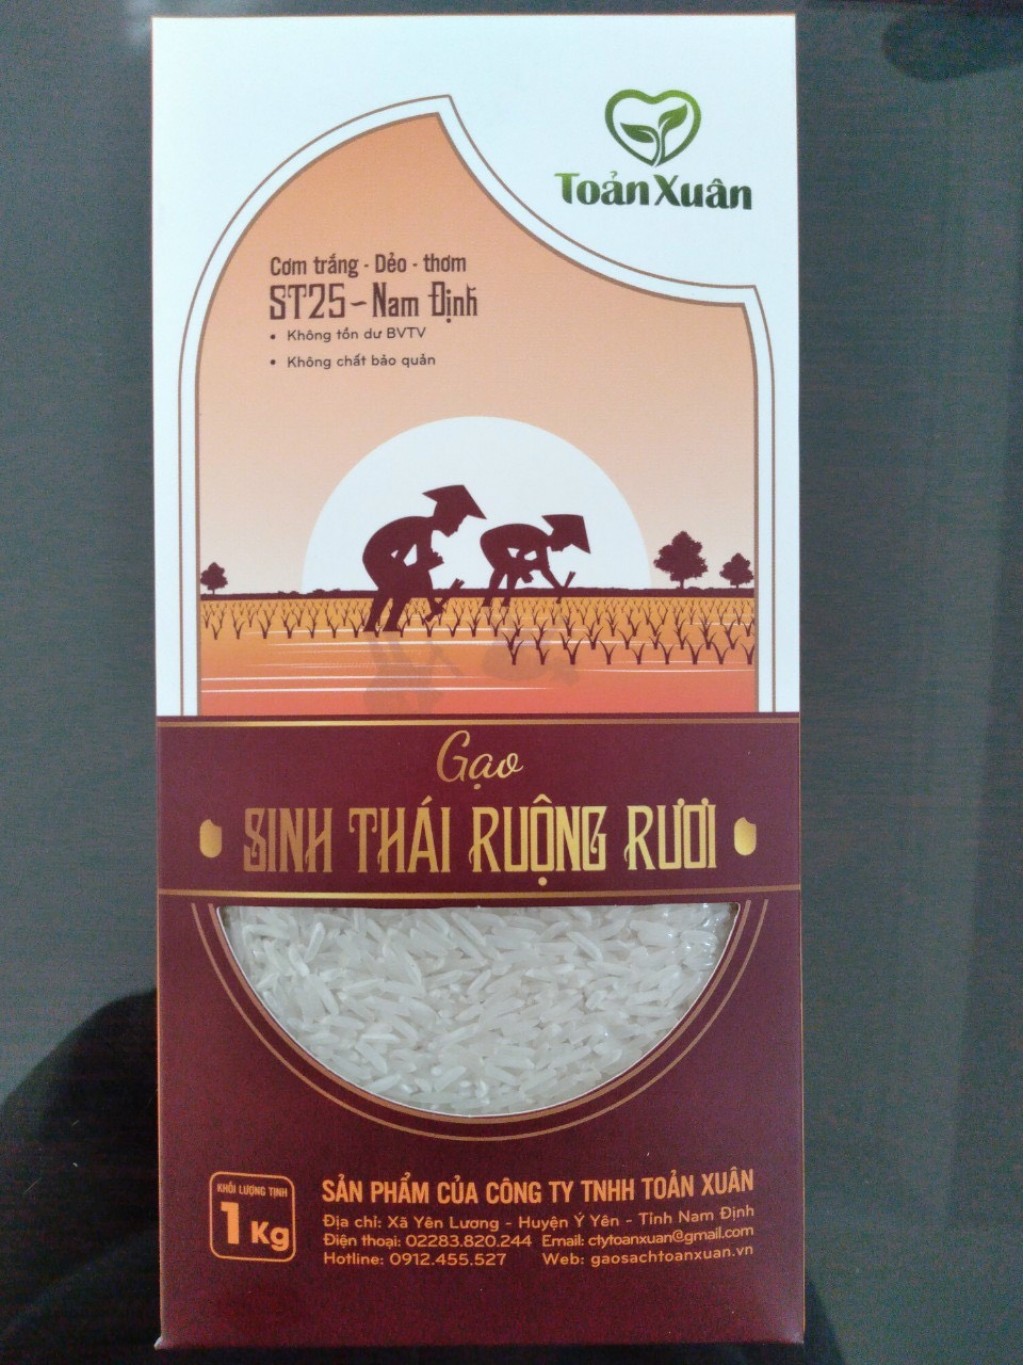 Toản Xuân
Cơm trắng - Dẻo - thơm
ST25 - Nam Định
• Không tồn dư BVTV
• Không chất bảo quản
Gạo
SINH THÁI RUỘNG RƯƠI
KHỐI LƯỢNG TỊNH
1 Kg
SẢN PHẨM CỦA CÔNG TY TNHH TOẢN XUÂN
Địa chỉ: Xã Yên Lương - Huyện Ý Yên - Tỉnh Nam Định
Điện thoại: 02283.820.244 Email: ctytoanxuan@gmail.com
Hotline: 0912.455.527 Web: gaosachtoanxuan.vn